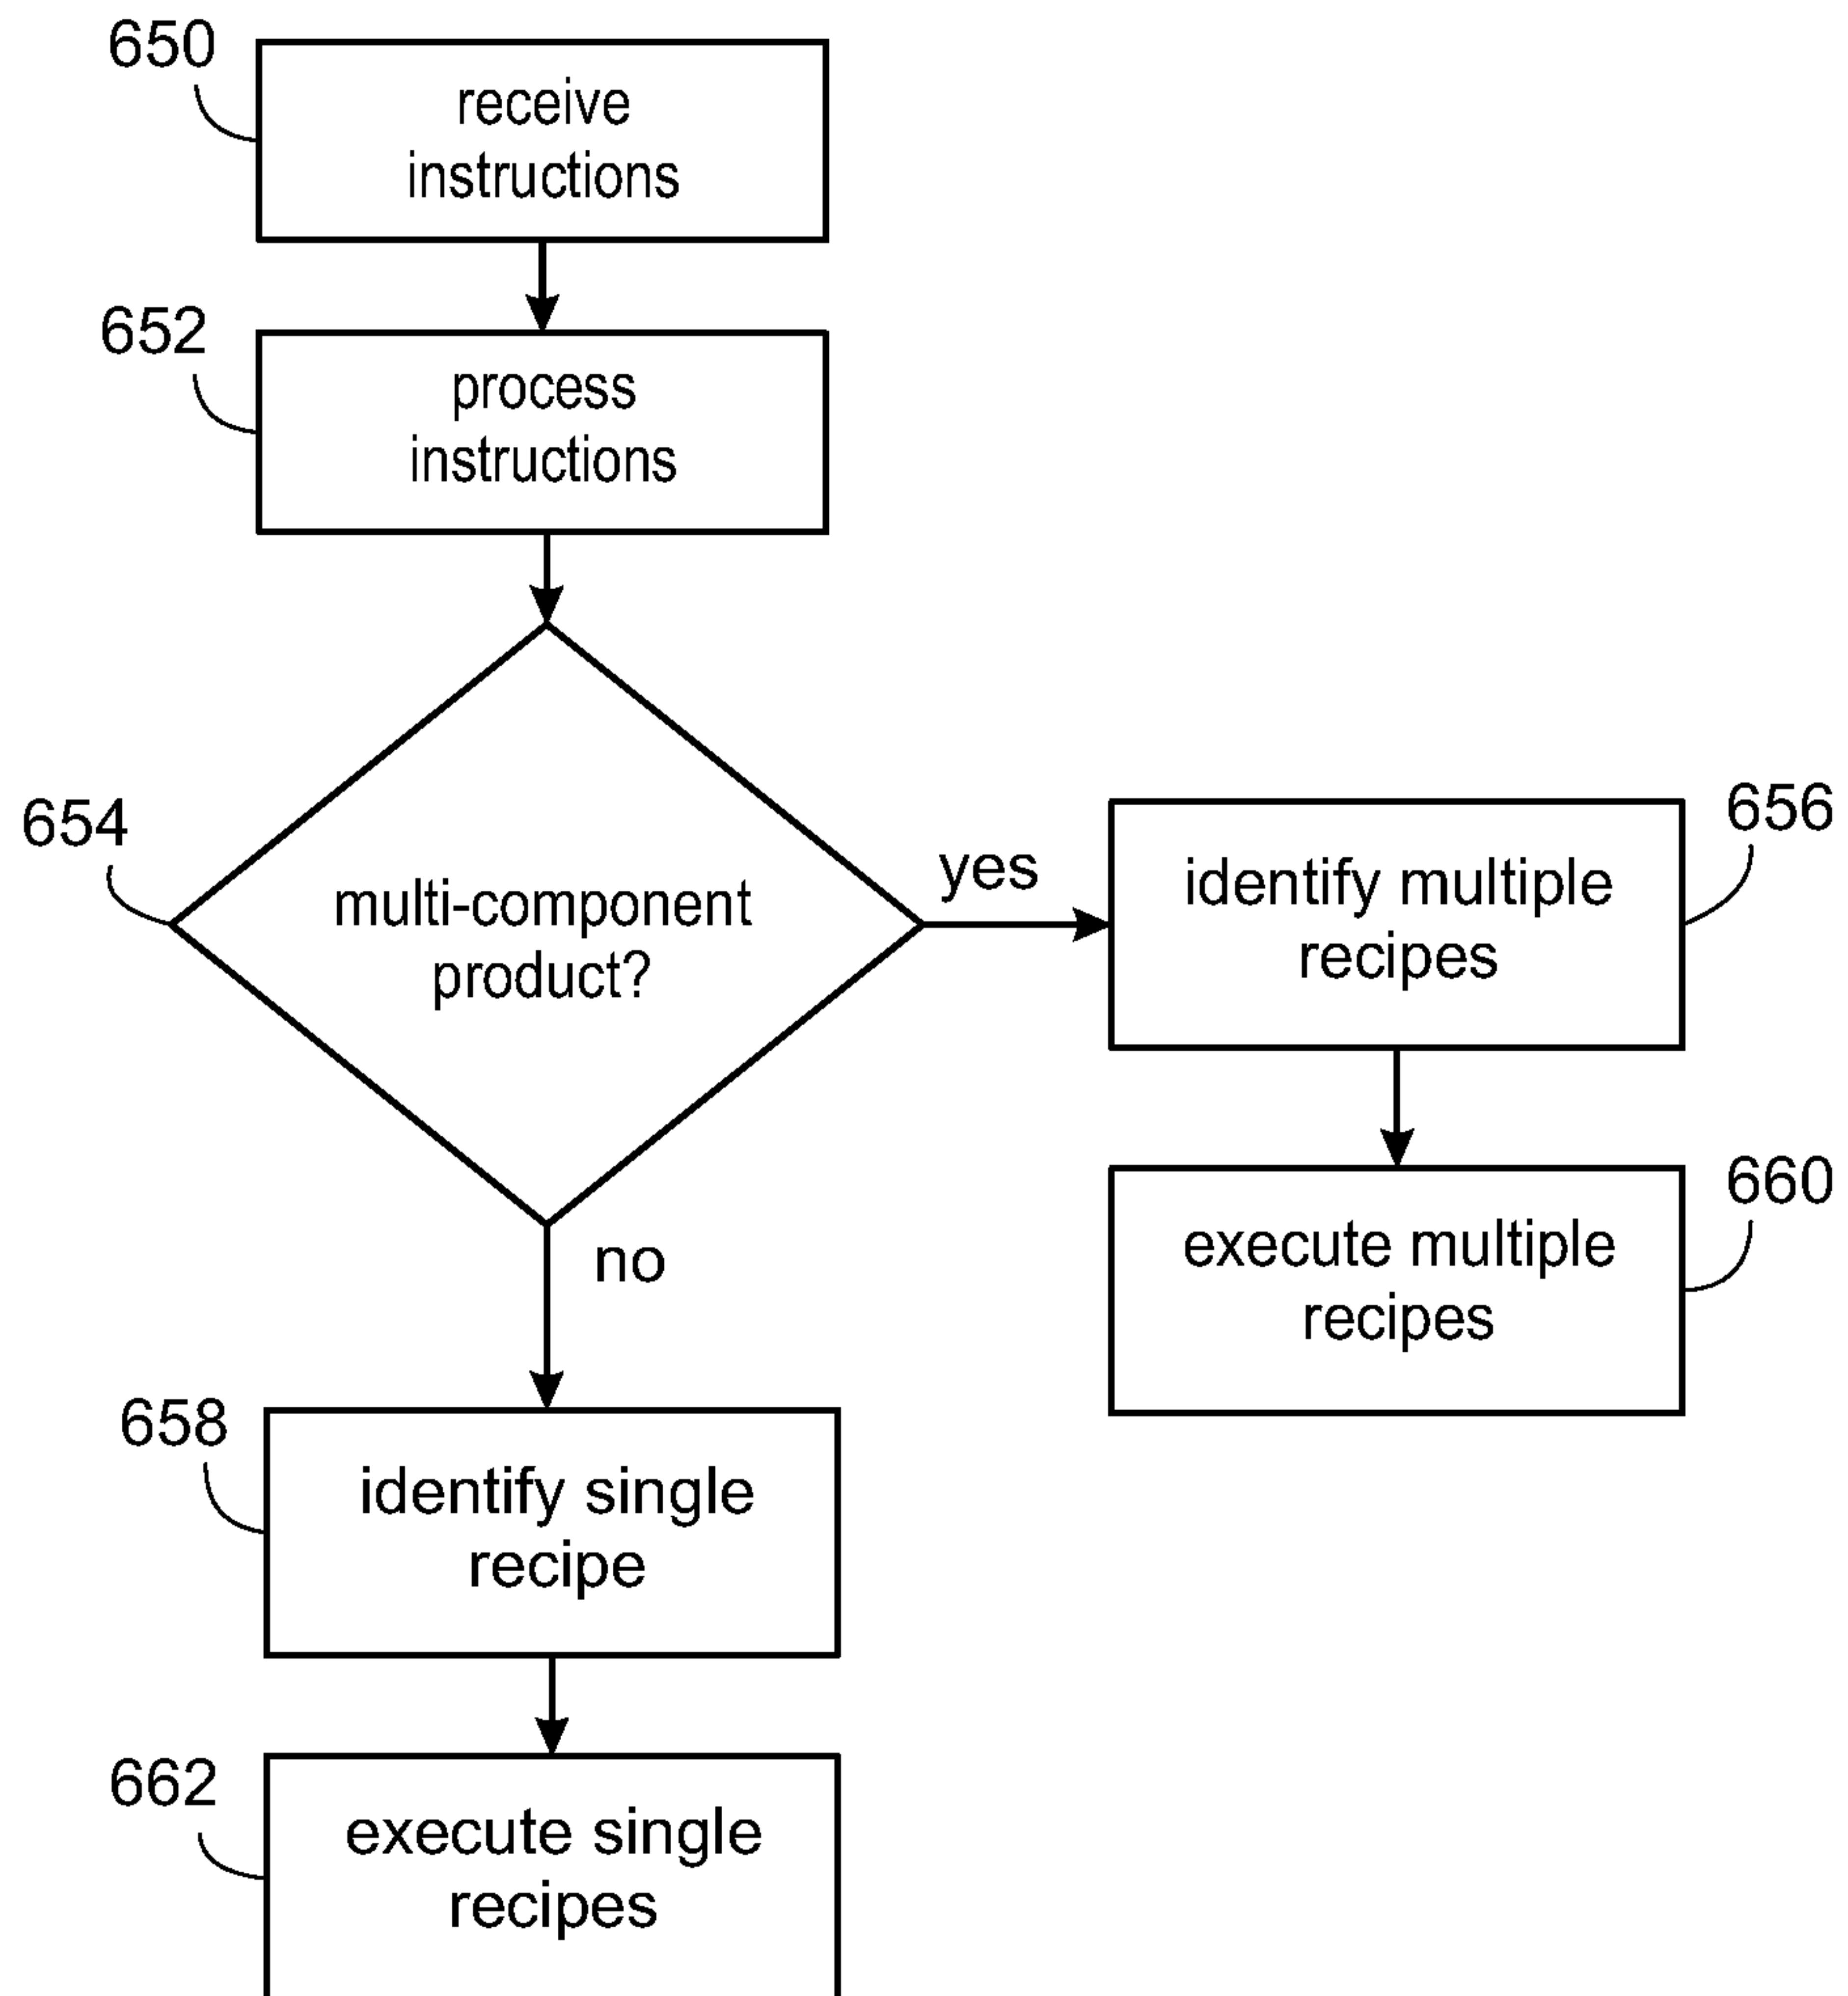 650
receive
instructions
652
process
instructions
654
multi-component
product?
yes
656
identify multiple
recipes
660
execute multiple
recipes
no
658
identify single
recipe
662
execute single
recipes